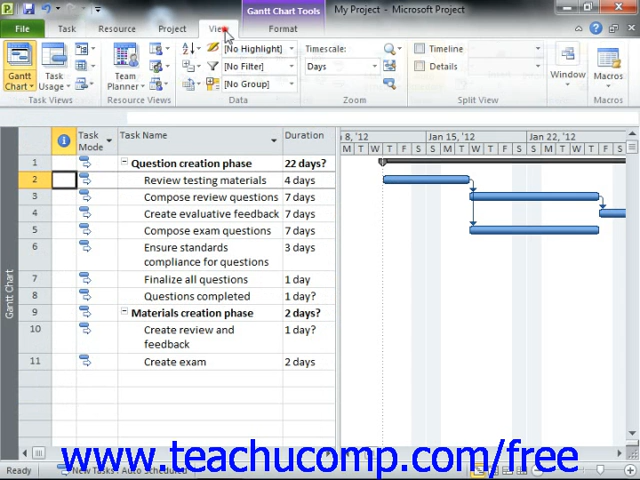 Gantt Chart Tools
My Project - Microsoft Project
File Task Resource Project View Format
Gantt Chart
Task Usage
Team Planner
[No Highlight]
[No Filter]
[No Group]
Timescale:
Days
Timeline
Details
Window
Macros
Task Views Resource Views Data Zoom Split View Macros
Task Mode Task Name Duration
8, '12 Jan 15, '12 Jan 22, '12
M T W T F S S M T W T F S S M T W T F S
1 Question creation phase 22 days?
2 Review testing materials 4 days
3 Compose review questions 7 days
4 Create evaluative feedback 7 days
5 Compose exam questions 7 days
6 Ensure standards compliance for questions 3 days
7 Finalize all questions 1 day
8 Questions completed 1 day?
9 Materials creation phase 2 days?
10 Create review and feedback 1 day?
11 Create exam 2 days
Gantt Chart
www.teachucomp.com/free
Ready New Tasks : Auto Scheduled